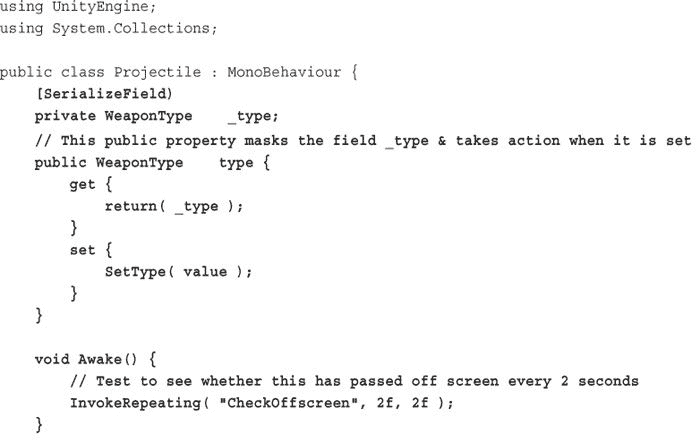 using UnityEngine;
using System.Collections;
public class Projectile : MonoBehaviour {
[SerializeField)
private WeaponType _type;
// This public property masks the field _type & takes action when it is set
public WeaponType type {
get {
return( _type );
}
set {
SetType( value );
}
}
void Awake() {
// Test to see whether this has passed off screen every 2 seconds
InvokeRepeating( "CheckOffscreen", 2f, 2f );
}